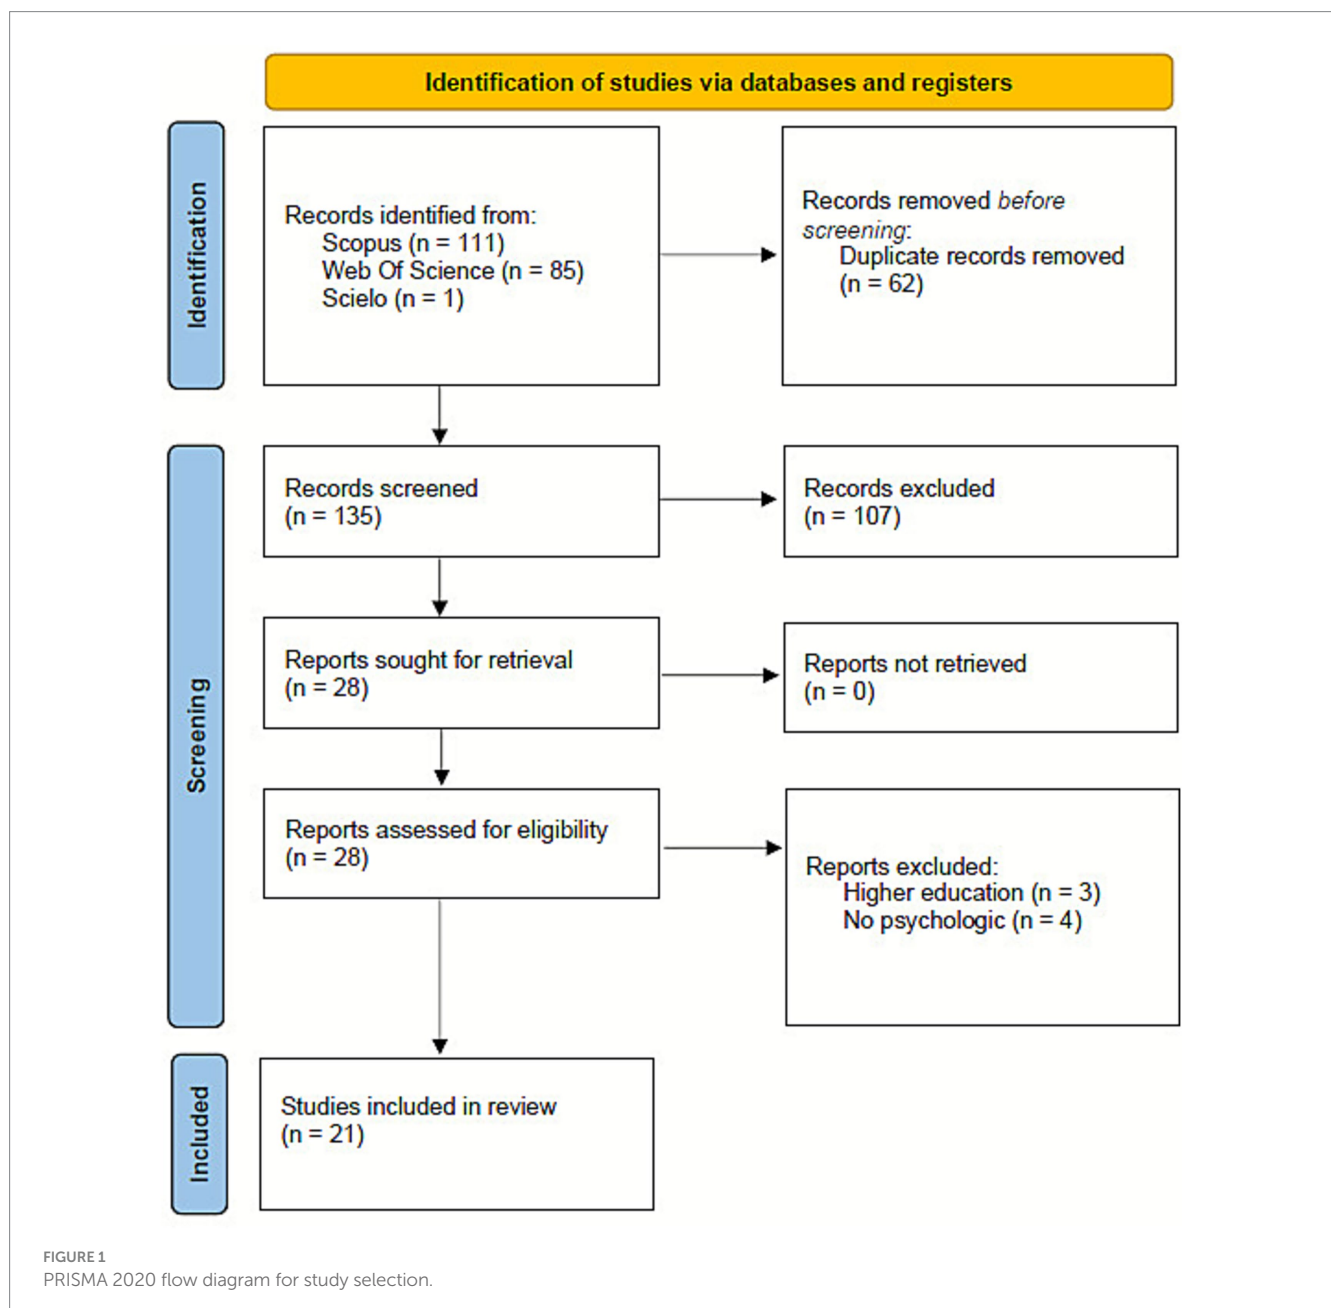 Identification of studies via databases and registers
Identification
Records identified from:
Scopus (n = 111)
Web Of Science (n = 85)
Scielo (n = 1)
Records removed before
screening:
Duplicate records removed
(n = 62)
Screening
Records screened
(n = 135)
Records excluded
(n = 107)
Reports sought for retrieval
(n = 28)
Reports not retrieved
(n = 0)
Reports assessed for eligibility
(n = 28)
Reports excluded:
Higher education (n = 3)
No psychologic (n = 4)
Included
Studies included in review
(n = 21)
FIGURE 1
PRISMA 2020 flow diagram for study selection.